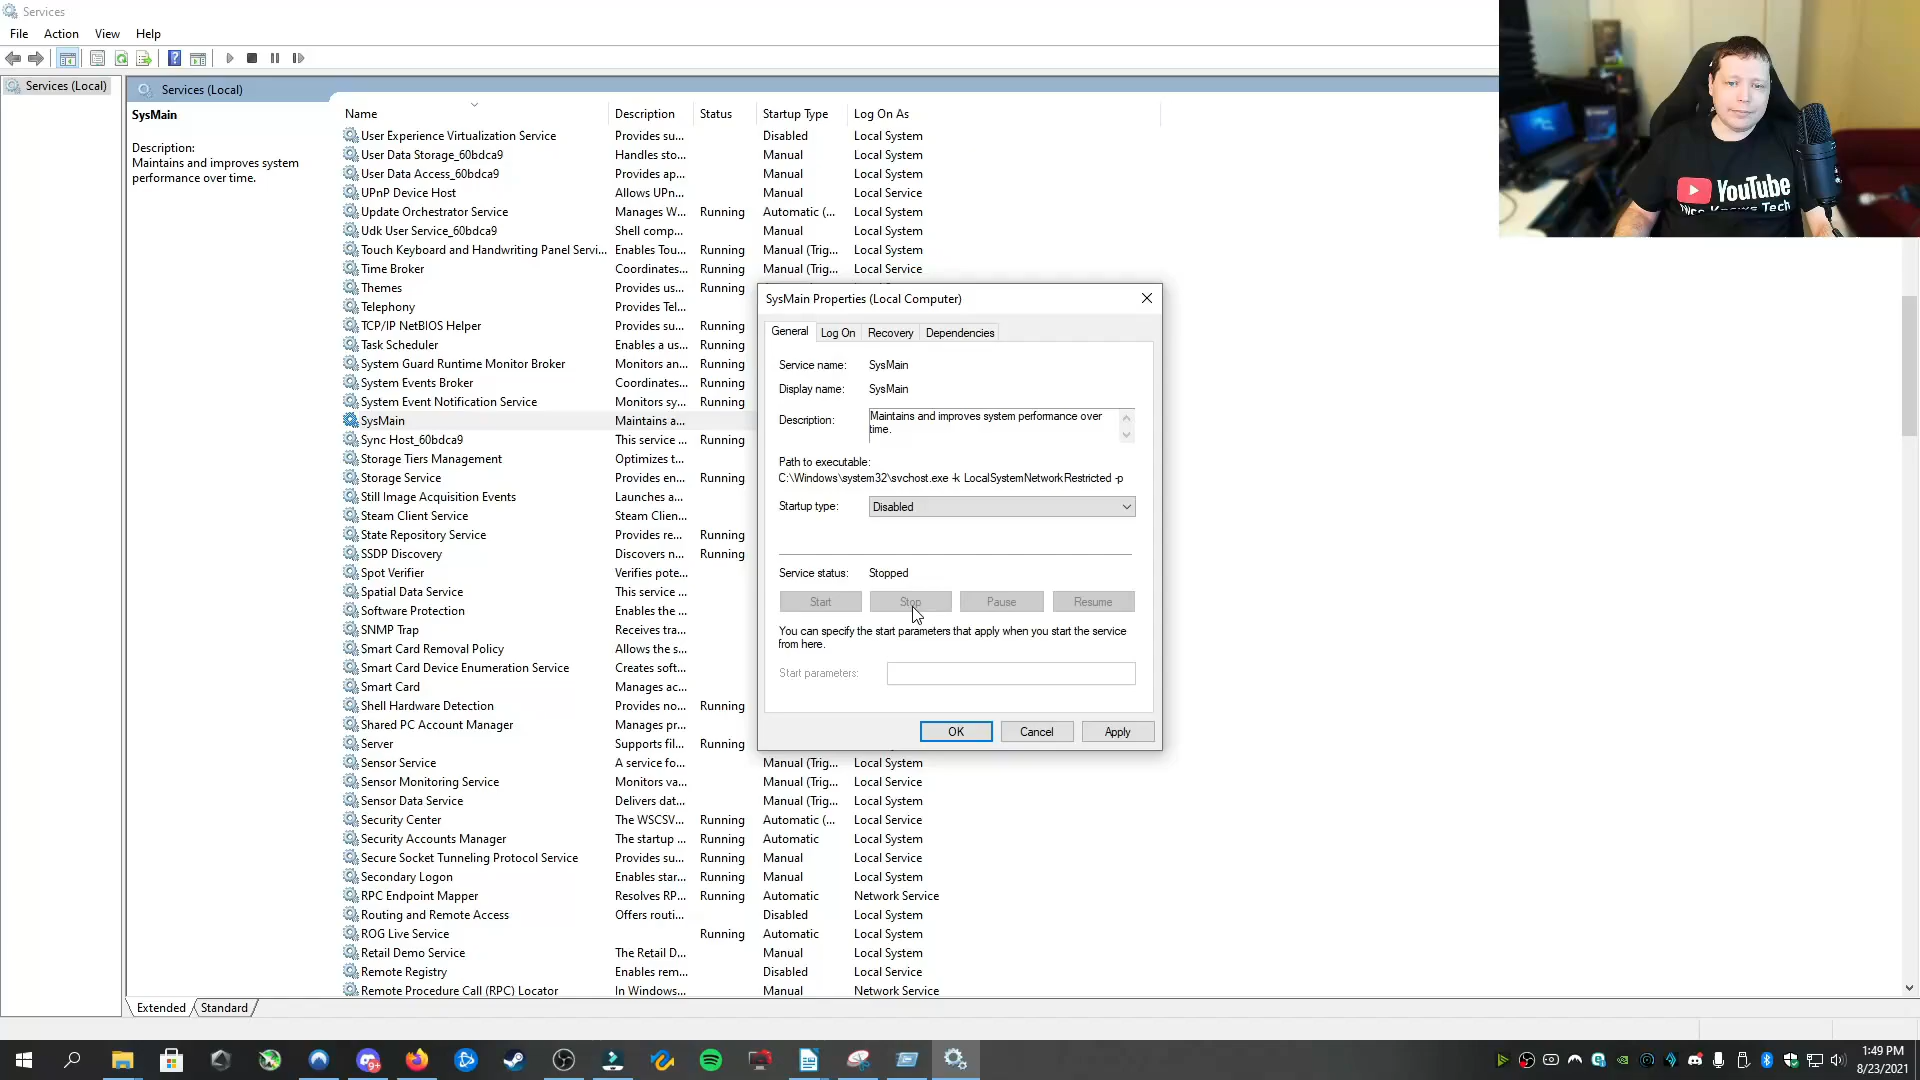 Services
File Action View Help
Services (Local)
Services (Local)
SysMain
Description:
Maintains and improves system
performance over time.
Name Description Status Startup Type Log On As
User Experience Virtualization Service Provides su... Disabled Local System
User Data Storage_60bdca9 Handles sto... Manual Local System
User Data Access_60bdca9 Provides ap... Manual Local System
UPnP Device Host Allows UPn... Manual Local Service
Update Orchestrator Service Manages W... Running Automatic (... Local System
Udk User Service_60bdca9 Shell comp... Manual Local System
Touch Keyboard and Handwriting Panel Servi... Enables Tou... Running Manual (Trig... Local System
Time Broker Coordinates... Running Manual (Trig... Local Service
Themes Provides us... Running
Telephony Provides Tel...
TCP/IP NetBIOS Helper Provides su... Running
Task Scheduler Enables a us... Running
System Guard Runtime Monitor Broker Monitors an... Running
System Events Broker Coordinates... Running
System Event Notification Service Monitors sy... Running
SysMain Maintains a...
Sync Host_60bdca9 This service ... Running
Storage Tiers Management Optimizes t...
Storage Service Provides en... Running
Still Image Acquisition Events Launches a...
Steam Client Service Steam Clien...
State Repository Service Provides re... Running
SSDP Discovery Discovers n... Running
Spot Verifier Verifies pote...
Spatial Data Service This service ...
Software Protection Enables the ...
SNMP Trap Receives tra...
Smart Card Removal Policy Allows the s...
Smart Card Device Enumeration Service Creates soft...
Smart Card Manages ac...
Shell Hardware Detection Provides no... Running
Shared PC Account Manager Manages pr...
Server Supports fil... Running
Sensor Service A service fo... Manual (Trig... Local System
Sensor Monitoring Service Monitors va... Manual (Trig... Local Service
Sensor Data Service Delivers dat... Manual (Trig... Local System
Security Center The WSCSV... Running Automatic (... Local Service
Security Accounts Manager The startup ... Running Automatic Local System
Secure Socket Tunneling Protocol Service Provides su... Running Manual Local Service
Secondary Logon Enables star... Running Manual Local System
RPC Endpoint Mapper Resolves RP... Running Automatic Network Service
Routing and Remote Access Offers routi... Disabled Local System
ROG Live Service Running Automatic Local System
Retail Demo Service The Retail D... Manual Local System
Remote Registry Enables rem... Disabled Local Service
Remote Procedure Call (RPC) Locator In Windows... Manual Network Service
Extended Standard
SysMain Properties (Local Computer)
General Log On Recovery Dependencies
Service name: SysMain
Display name: SysMain
Description: Maintains and improves system performance over
time.
Path to executable:
C:\Windows\system32\svchost.exe -k LocalSystemNetworkRestricted -p
Startup type: Disabled
Service status: Stopped
Start Stop Pause Resume
You can specify the start parameters that apply when you start the service
from here.
Start parameters:
OK Cancel Apply
YouTube
Knows Tech
1:49 PM
8/23/2021